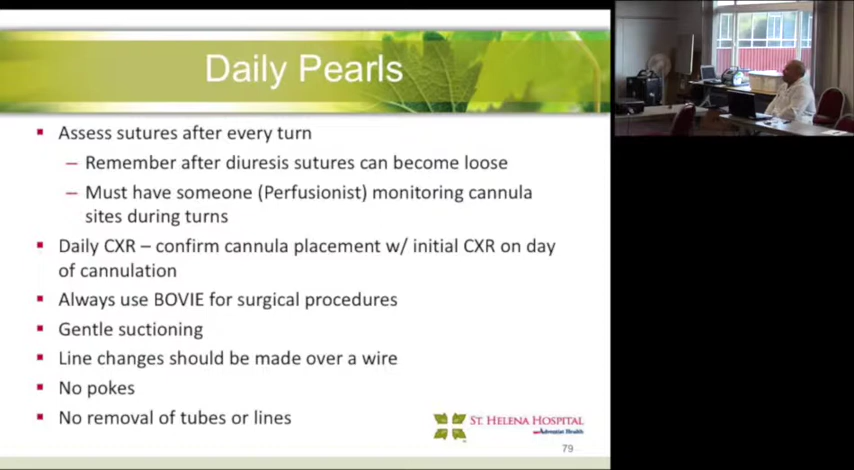 Daily Pearls
▪ Assess sutures after every turn
– Remember after diuresis sutures can become loose
– Must have someone (Perfusionist) monitoring cannula
sites during turns
▪ Daily CXR – confirm cannula placement w/ initial CXR on day
of cannulation
▪ Always use BOVIE for surgical procedures
▪ Gentle suctioning
▪ Line changes should be made over a wire
▪ No pokes
▪ No removal of tubes or lines
ST. HELENA HOSPITAL
Adventist Health
79